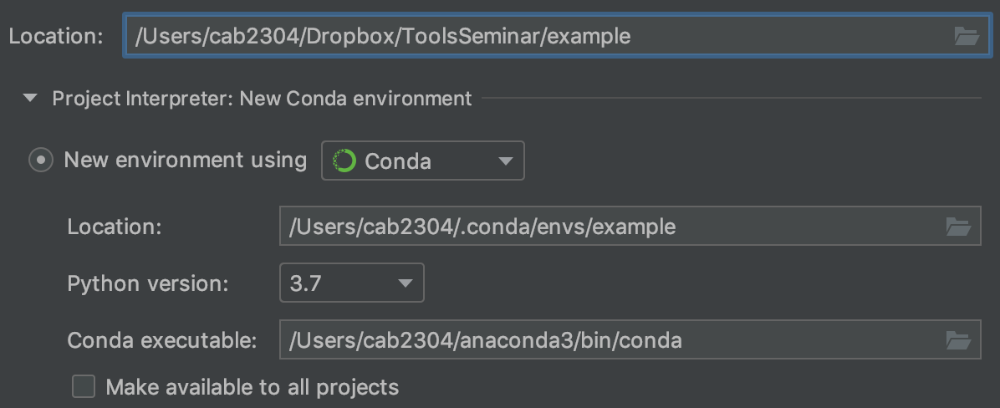 Location: /Users/cab2304/Dropbox/ToolsSeminar/example
Project Interpreter: New Conda environment
New environment using Conda
Location: /Users/cab2304/.conda/envs/example
Python version: 3.7
Conda executable: /Users/cab2304/anaconda3/bin/conda
Make available to all projects